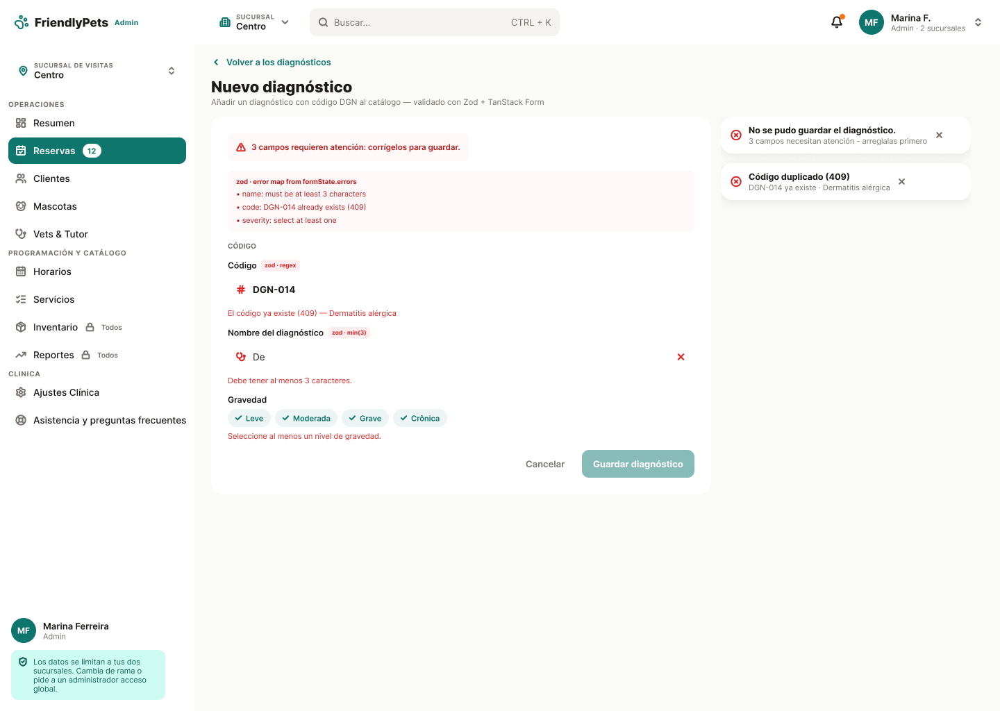 FriendlyPets Admin
SUCURSAL
Centro
Buscar...
CTRL + K
MF
Marina F.
Admin · 2 sucursales
SUCURSAL DE VISITAS
Centro
OPERACIONES
Resumen
Reservas 12
Clientes
Mascotas
Vets & Tutor
PROGRAMACIÓN Y CATÁLOGO
Horarios
Servicios
Inventario Todos
Reportes Todos
CLINICA
Ajustes Clínica
Asistencia y preguntas frecuentes
MF
Marina Ferreira
Admin
Los datos se limitan a tus dos
sucursales. Cambia de rama o
pide a un administrador acceso
global.
Volver a los diagnósticos
Nuevo diagnóstico
Añadir un diagnóstico con código DGN al catálogo — validado con Zod + TanStack Form
3 campos requieren atención: corrígelos para guardar.
zod · error map from formState.errors
• name: must be at least 3 characters
• code: DGN-014 already exists (409)
• severity: select at least one
CÓDIGO
Código zod · regex
DGN-014
El código ya existe (409) — Dermatitis alérgica
Nombre del diagnóstico zod · min(3)
De
Debe tener al menos 3 caracteres.
Gravedad
Leve Moderada Grave Crônica
Seleccione al menos un nivel de gravedad.
Cancelar Guardar diagnóstico
No se pudo guardar el diagnóstico.
3 campos necesitan atención - arreglalas primero
Código duplicado (409)
DGN-014 ya existe · Dermatitis alérgica